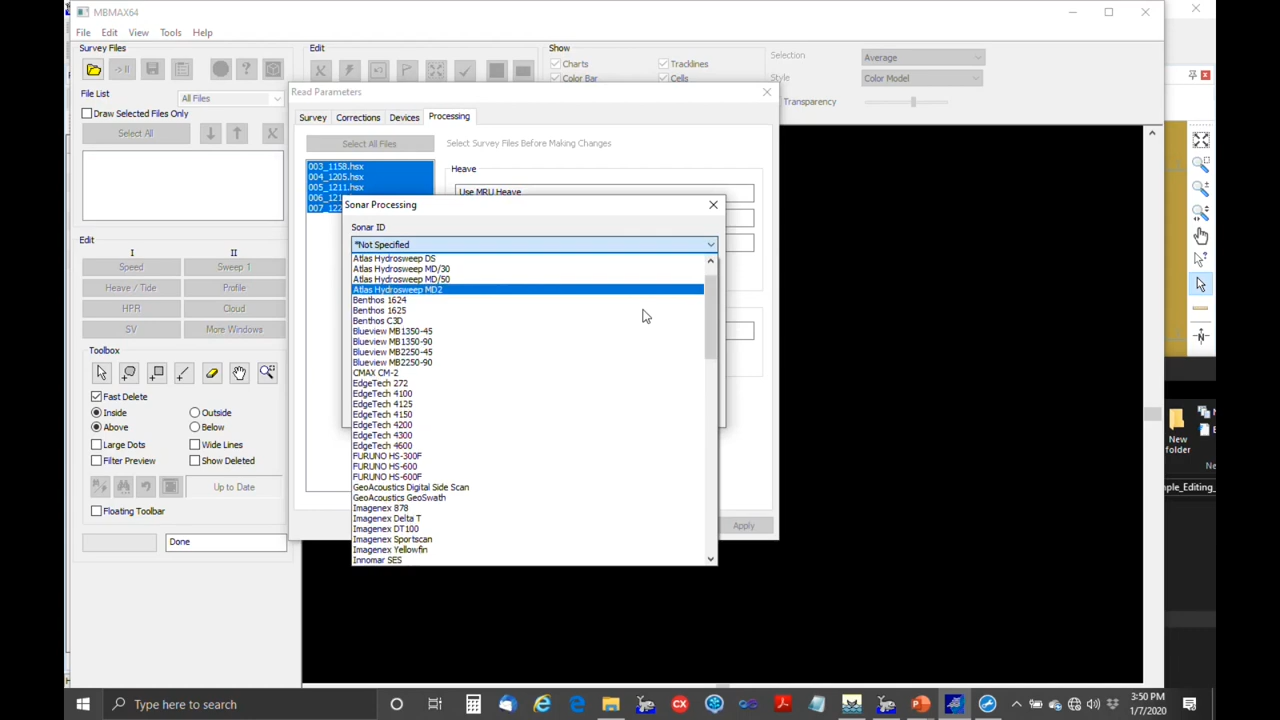 MBMAX64
File Edit View Tools Help
Survey Files
Edit
Show
Charts
Tracklines
Color Bar
Cells
Selection
Average
Style
Color Model
Transparency
File List
All Files
Draw Selected Files Only
Select All
Edit
I II
Speed Sweep 1
Heave / Tide Profile
HPR Cloud
SV More Windows
Toolbox
Fast Delete
Inside Outside
Above Below
Large Dots Wide Lines
Filter Preview Show Deleted
Up to Date
Floating Toolbar
Done
Read Parameters
Survey Corrections Devices Processing
Select All Files
Select Survey Files Before Making Changes
003_1158.hsx
004_1205.hsx
005_1211.hsx
Heave
Use MRU Heave
Sonar Processing
Sonar ID
*Not Specified
Atlas Hydrosweep DS
Atlas Hydrosweep MD/30
Atlas Hydrosweep MD/50
Atlas Hydrosweep MD2
Benthos 1624
Benthos 1625
Benthos C3D
Blueview MB1350-45
Blueview MB1350-90
Blueview MB2250-45
Blueview MB2250-90
CMAX CM-2
EdgeTech 272
EdgeTech 4100
EdgeTech 4125
EdgeTech 4150
EdgeTech 4200
EdgeTech 4300
EdgeTech 4600
FURUNO HS-300F
FURUNO HS-600
FURUNO HS-600F
GeoAcoustics Digital Side Scan
GeoAcoustics GeoSwath
Imagenex 878
Imagenex Delta T
Imagenex DT100
Imagenex Sportscan
Imagenex Yellowfin
Innomar SES
Apply
New
folder
Type here to search
3:50 PM
1/7/2020